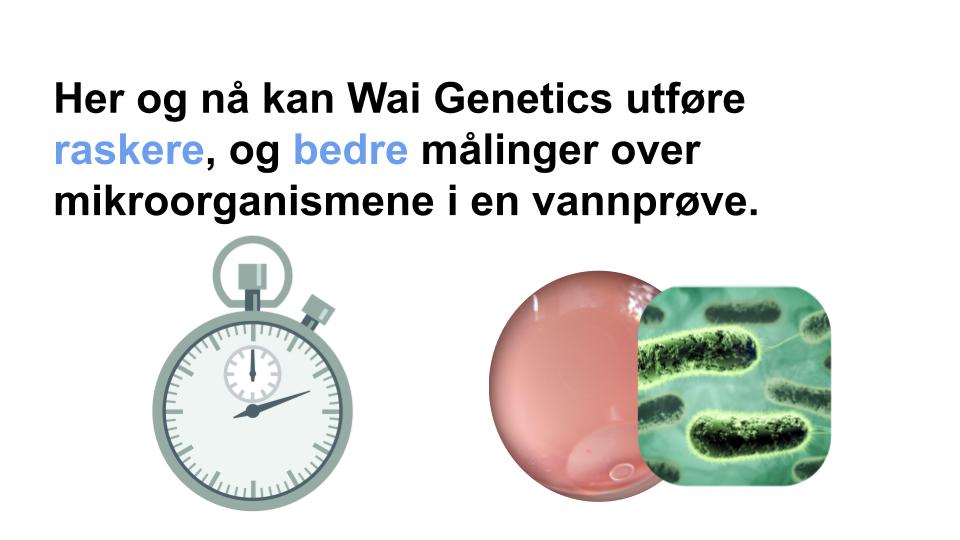 Her og nå kan Wai Genetics utføre
raskere, og bedre målinger over
mikroorganismene i en vannprøve.